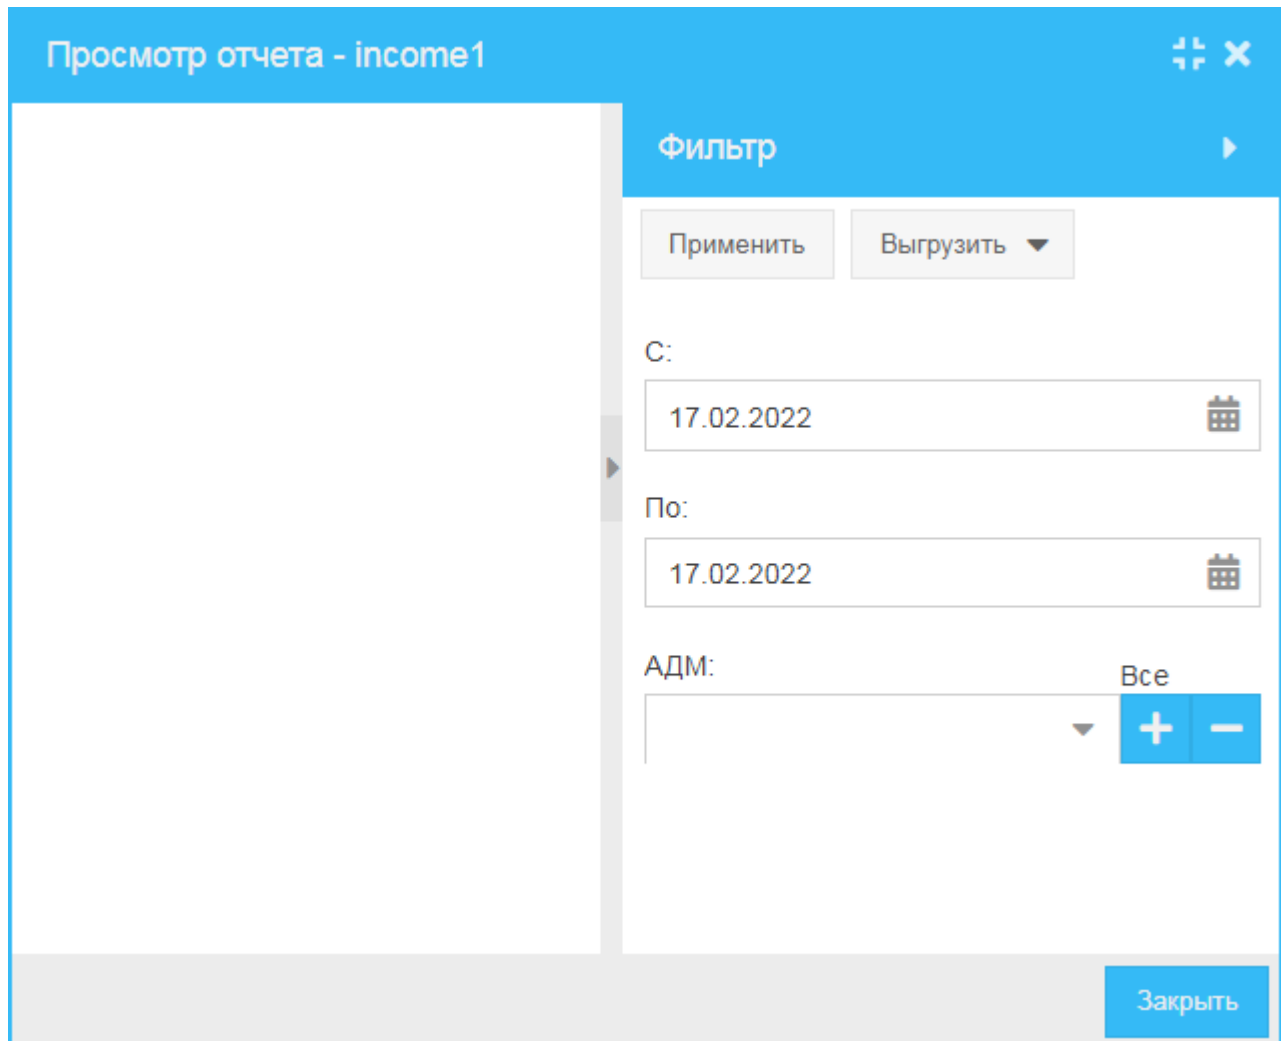 Просмотр отчета - income1
Фильтр
Применить Выгрузить
С:
17.02.2022
По:
17.02.2022
АДМ: Все
Закрыть